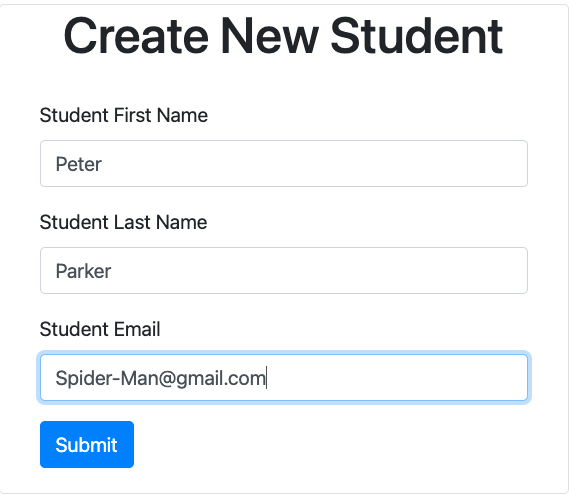 Create New Student
Student First Name
Peter
Student Last Name
Parker
Student Email
Spider-Man@gmail.com
Submit